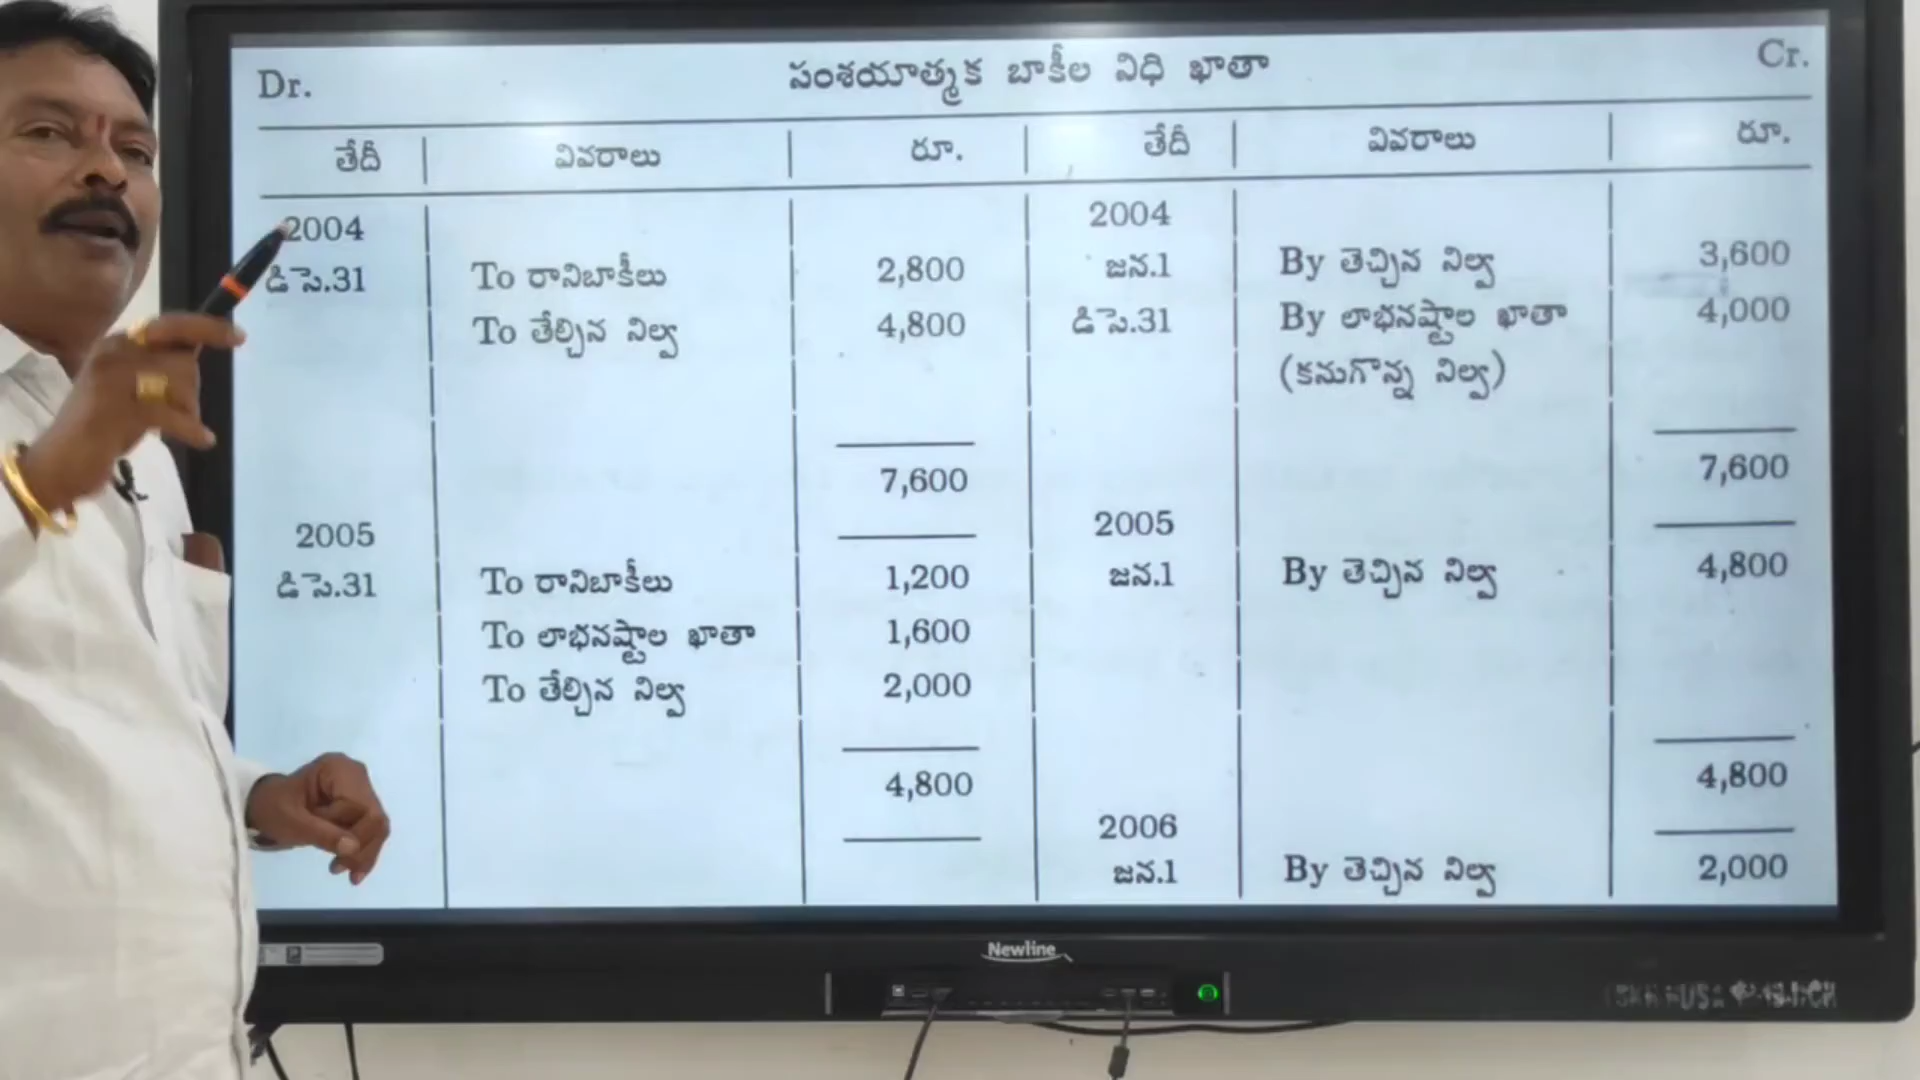 Dr. సంశయాత్మక బాకీల నిధి ఖాతా Cr.
తేదీ వివరాలు రూ. తేదీ వివరాలు రూ.
2004 2004
డిసె.31 To రానిబాకీలు 2,800 జన.1 By తెచ్చిన నిల్వ 3,600
To తేల్చిన నిల్వ 4,800 డిసె.31 By లాభనష్టాల ఖాతా 4,000
(కనుగొన్న నిల్వ)
7,600 7,600
2005 2005
డిసె.31 To రానిబాకీలు 1,200 జన.1 By తెచ్చిన నిల్వ 4,800
To లాభనష్టాల ఖాతా 1,600
To తేల్చిన నిల్వ 2,000
4,800 4,800
2006
జన.1 By తెచ్చిన నిల్వ 2,000
Newline